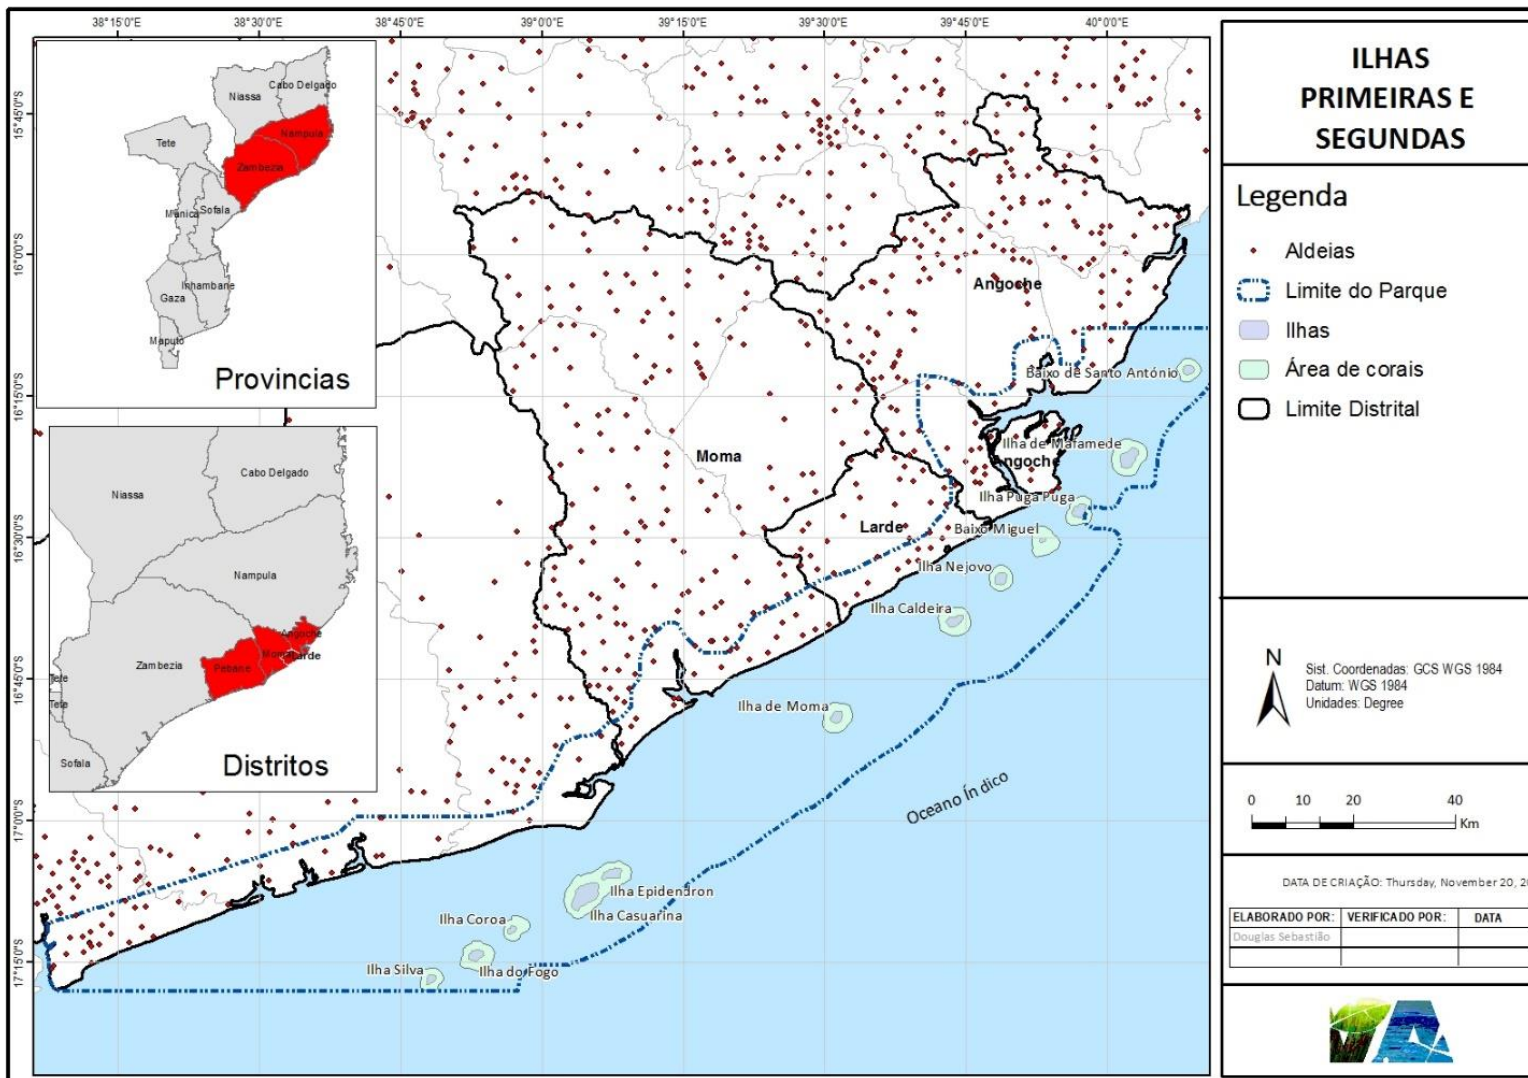 38°15'0"E
38°30'0"E
38°45'0"E
39°0'0"E
39°15'0"E
39°30'0"E
39°45'0"E
40°0'0"E
15°45'0"S
16°0'0"S
16°15'0"S
16°30'0"S
16°45'0"S
17°0'0"S
17°15'0"S
Cabo Delgado
Niassa
Nampula
Tete
Zambezia
Sofala
Manica
Inhambane
Gaza
Maputo
Provincias
Cabo Delgado
Niassa
Nampula
Angoche
Moma
Larde
Zambezia
Pebane
Tete
Tete
Sofala
Distritos
Angoche
Baixo de Santo António
Ilha de Mafamede
Angoche
Moma
Ilha Puga Puga
Larde
Baixo Miguel
Ilha Nejovo
Ilha Caldeira
Ilha de Moma
Oceano Índico
Ilha Epidendron
Ilha Casuarina
Ilha Coroa
Ilha Silva
Ilha do Fogo
ILHAS
PRIMEIRAS E
SEGUNDAS
Legenda
Aldeias
Limite do Parque
Ilhas
Área de corais
Limite Distrital
N
Sist. Coordenadas: GCS WGS 1984
Datum: WGS 1984
Unidades: Degree
0 10 20 40
Km
DATA DE CRIAÇÃO: Thursday, November 20, 20
ELABORADO POR: VERIFICADO POR: DATA
Douglas Sebastião